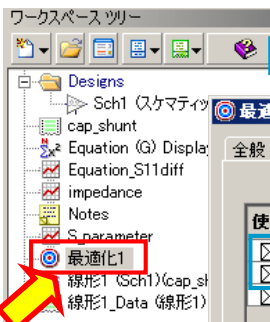 ワークスペース ツリー
Designs
Sch1 (スケマティッ
cap_shunt
Equation (G) Display
Equation_S11diff
impedance
Notes
S_parameter
最適化1
線形1 (Sch1)(cap_sh
線形1_Data (線形1)
最適
全般
使